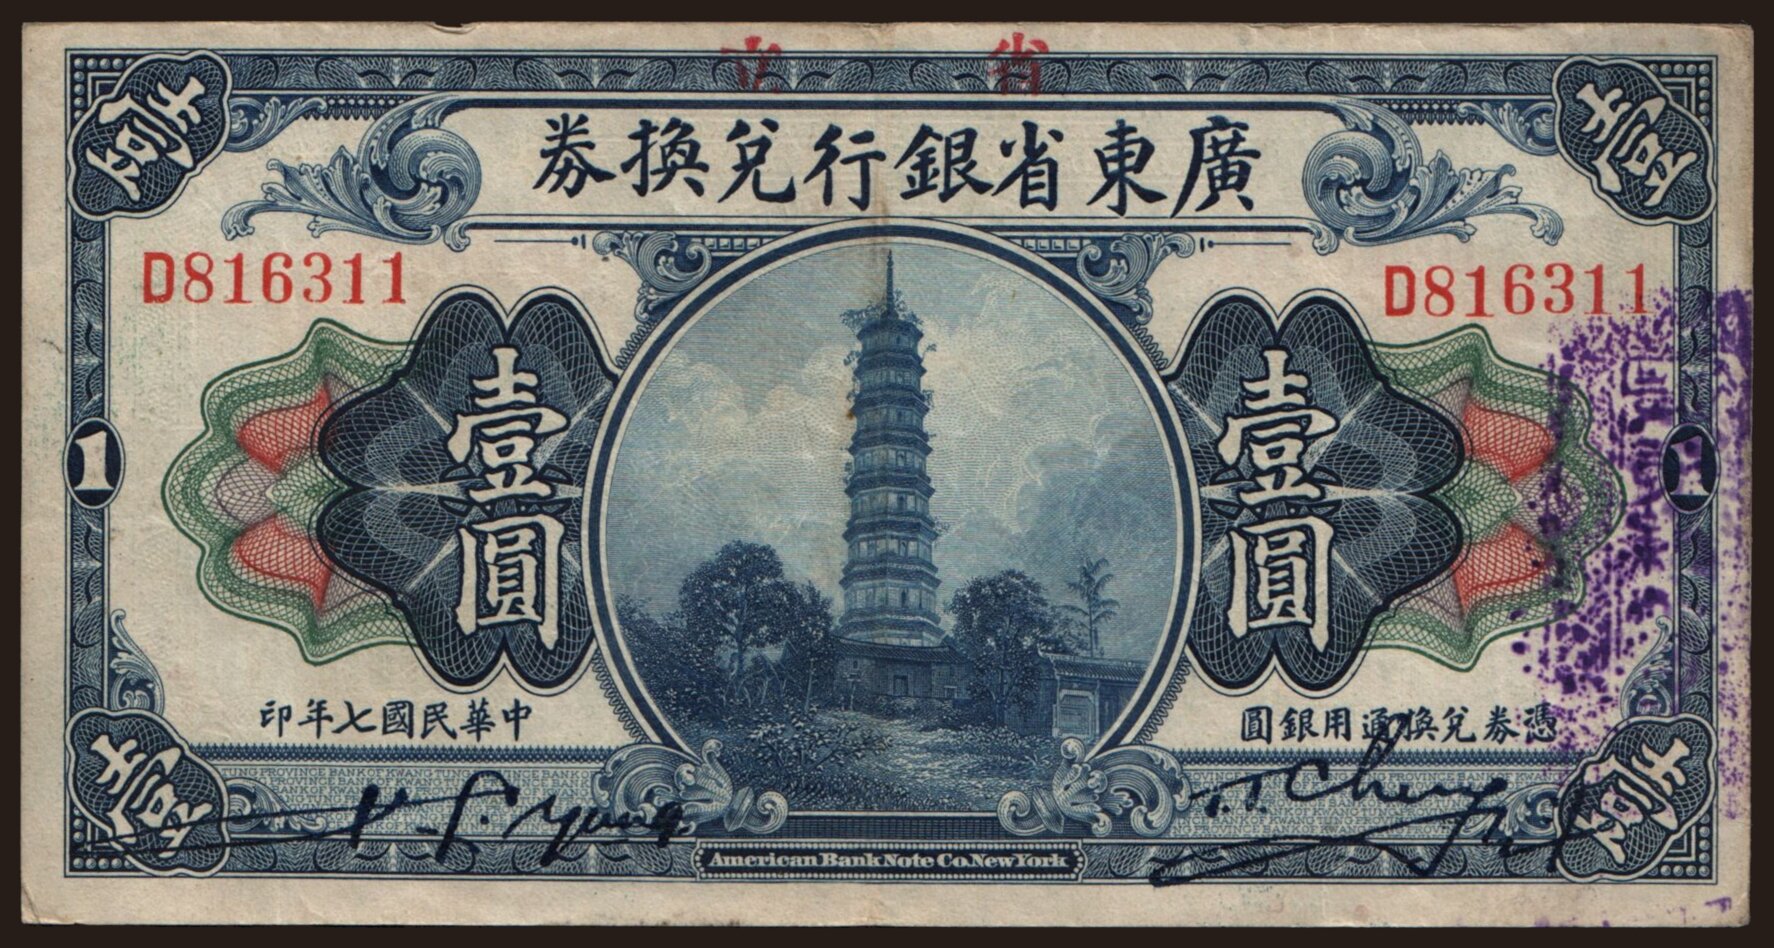 省立
廣東省銀行兌換券
壹
壹
D816311
D816311
壹圓
壹圓
1
1
中華民國七年印
憑券兌換通用銀圓
壹
壹
American Bank Note Co. New York